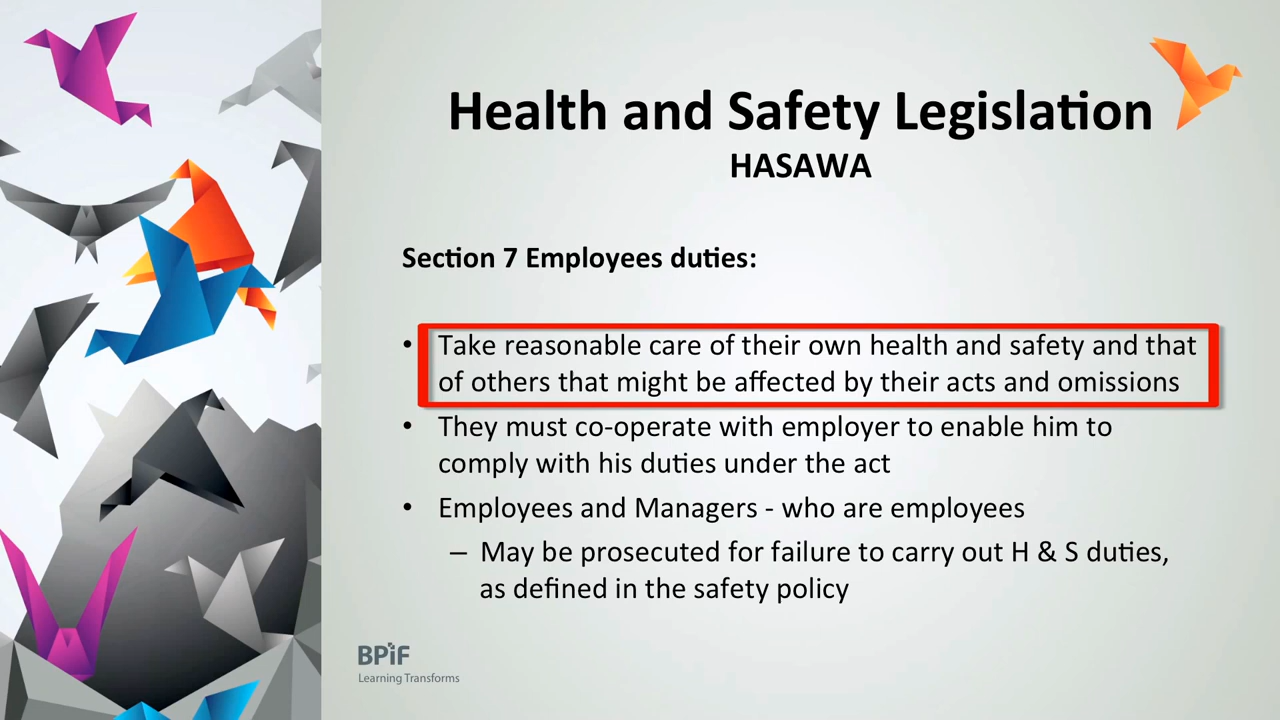 Health and Safety Legislation
HASAWA
Section 7 Employees duties:
• Take reasonable care of their own health and safety and that
of others that might be affected by their acts and omissions
• They must co-operate with employer to enable him to
comply with his duties under the act
• Employees and Managers - who are employees
– May be prosecuted for failure to carry out H & S duties,
as defined in the safety policy
BPiF
Learning Transforms